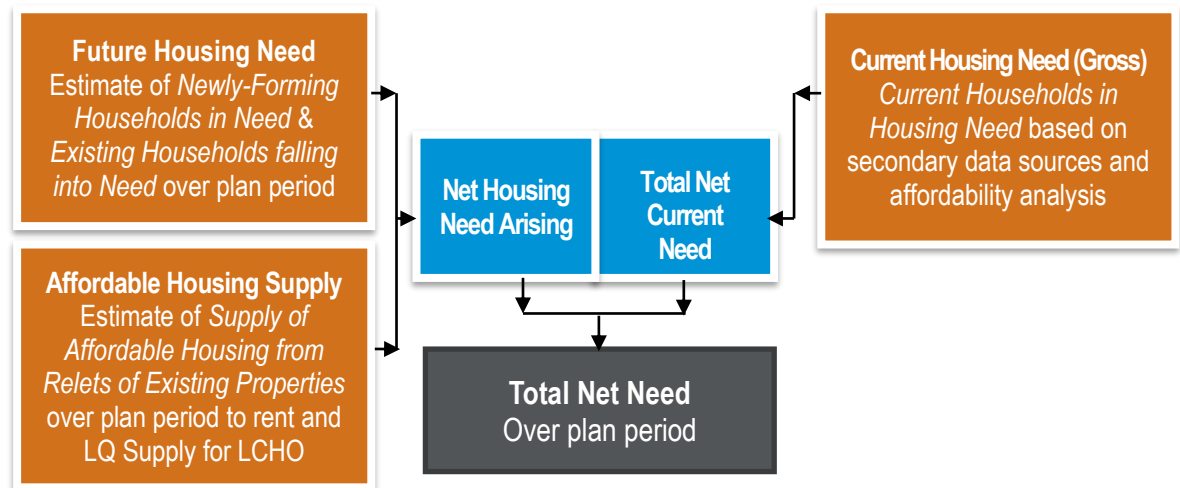 Future Housing Need
Estimate of Newly-Forming
Households in Need &
Existing Households falling
into Need over plan period
Affordable Housing Supply
Estimate of Supply of
Affordable Housing from
Relets of Existing Properties
over plan period to rent and
LQ Supply for LCHO
Net Housing
Need Arising
Total Net
Current
Need
Current Housing Need (Gross)
Current Households in
Housing Need based on
secondary data sources and
affordability analysis
Total Net Need
Over plan period